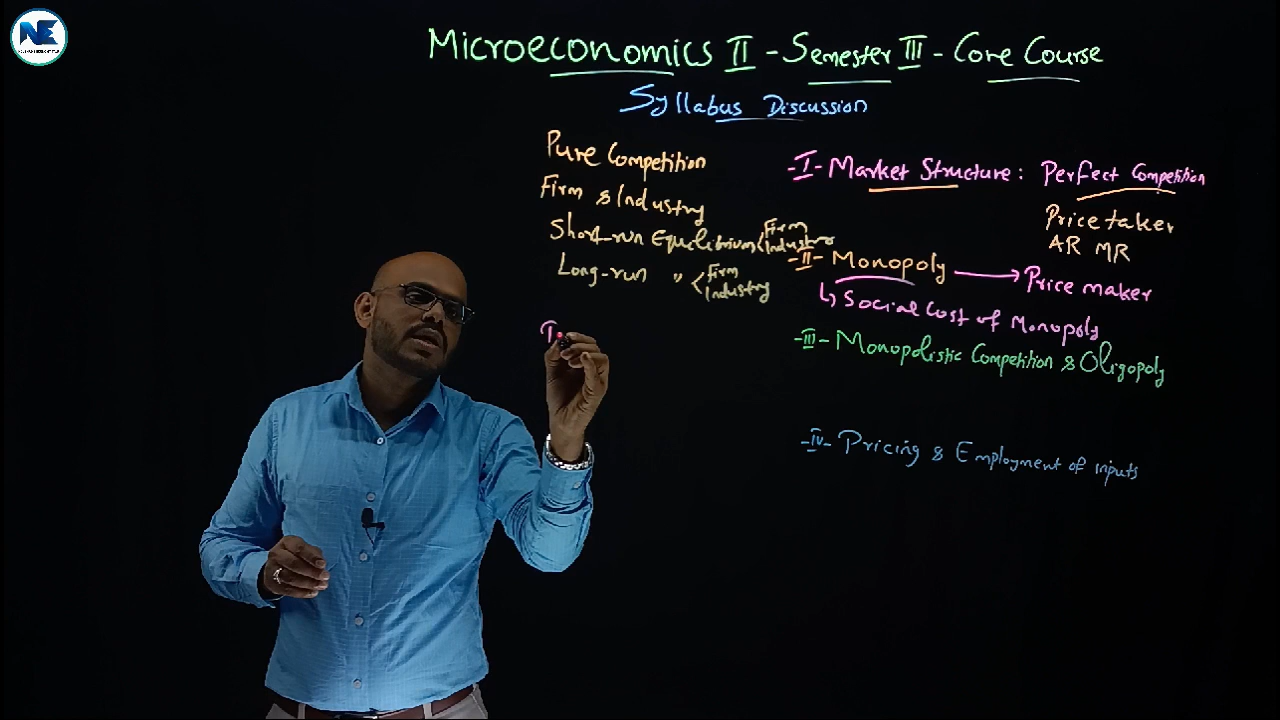 NE
Microeconomics II - Semester III - Core Course
Syllabus Discussion
Pure Competition
Firm & Industry
Short-run Equilibrium < Firm Industry
Long-run " < Firm Industry
-I- Market Structure: Perfect Competition
Price taker
AR MR
-II- Monopoly → Price maker
↳ Social Cost of Monopoly
-III- Monopolistic Competition & Oligopoly
-IV- Pricing & Employment of inputs